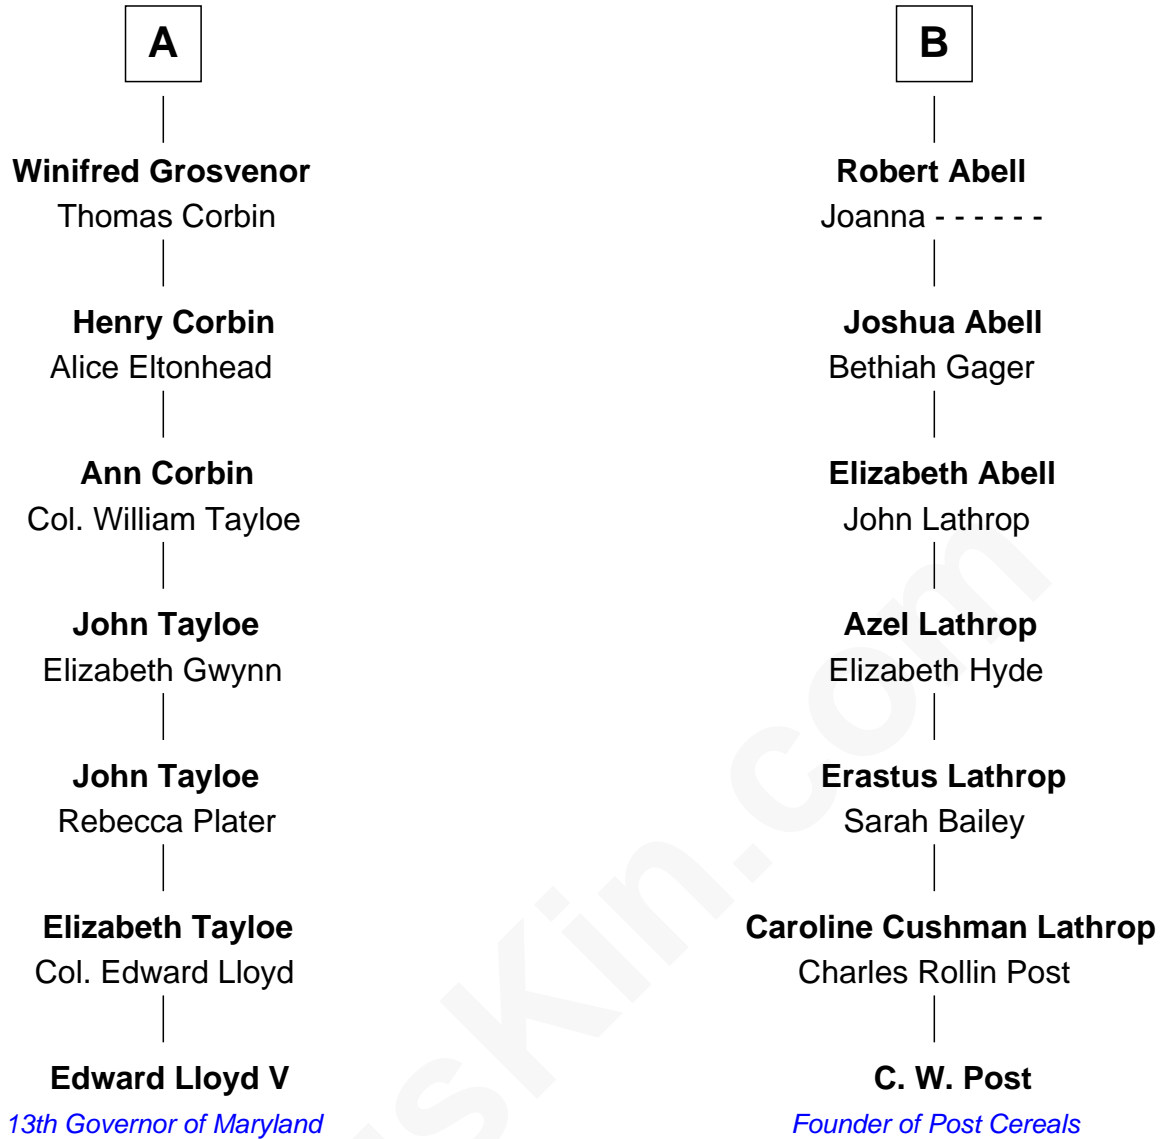 A
Winifred Grosvenor
Thomas Corbin
Henry Corbin
Alice Eltonhead
Ann Corbin
Col. William Tayloe
John Tayloe
Elizabeth Gwynn
John Tayloe
Rebecca Plater
Elizabeth Tayloe
Col. Edward Lloyd
Edward Lloyd V
13th Governor of Maryland
B
Robert Abell
Joanna - - - - - -
Joshua Abell
Bethiah Gager
Elizabeth Abell
John Lathrop
Azel Lathrop
Elizabeth Hyde
Erastus Lathrop
Sarah Bailey
Caroline Cushman Lathrop
Charles Rollin Post
C. W. Post
Founder of Post Cereals
usKin.com